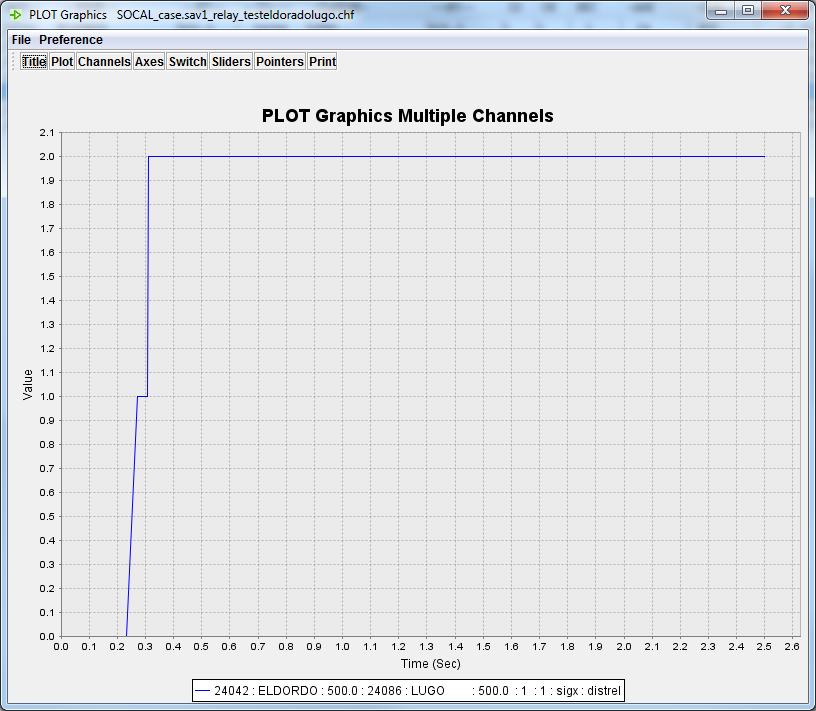 PLOT Graphics SOCAL_case.sav1_relay_testeldoradolugo.chf
File Preference
Title Plot Channels Axes Switch Sliders Pointers Print
PLOT Graphics Multiple Channels
2.1
2.0
1.9
1.8
1.7
1.6
1.5
1.4
1.3
1.2
1.1
1.0
0.9
0.8
0.7
0.6
0.5
0.4
0.3
0.2
0.1
0.0
Value
0.0 0.1 0.2 0.3 0.4 0.5 0.6 0.7 0.8 0.9 1.0 1.1 1.2 1.3 1.4 1.5 1.6 1.7 1.8 1.9 2.0 2.1 2.2 2.3 2.4 2.5 2.6
Time (Sec)
24042 : ELDORDO : 500.0 : 24086 : LUGO : 500.0 : 1 : 1 : sigx : distrel